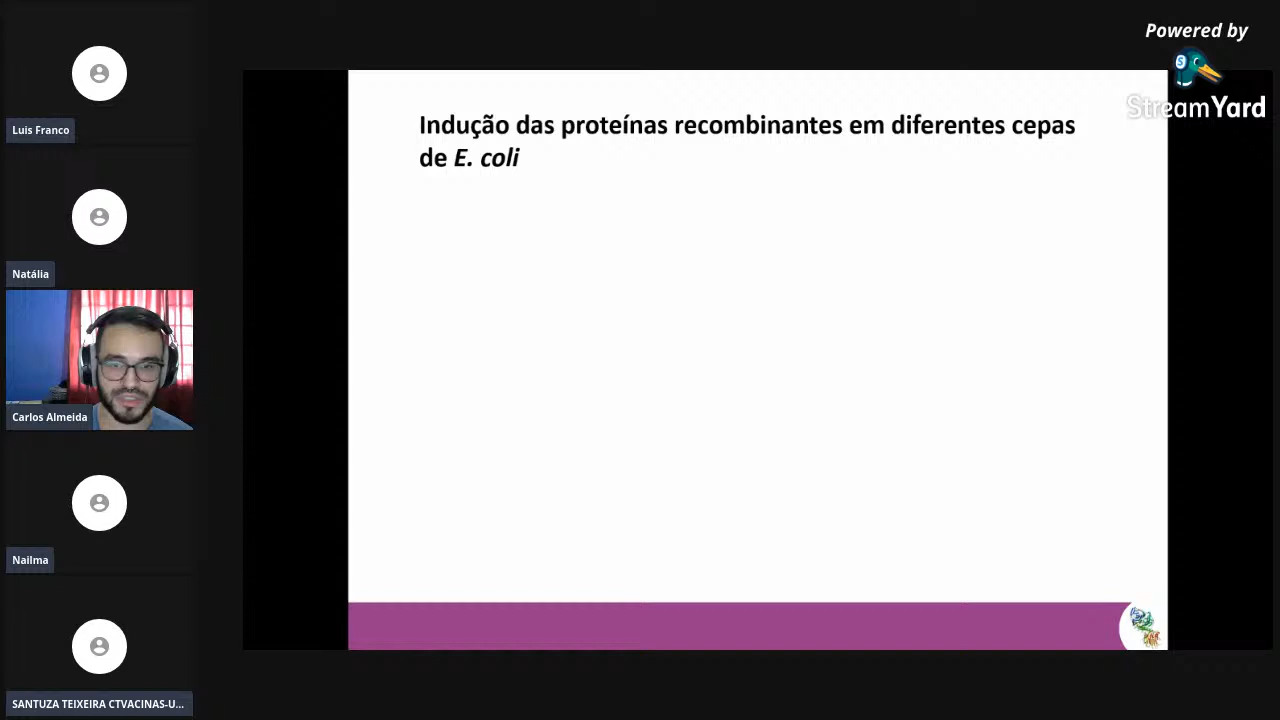 Powered by
StreamYard
Luis Franco
Natália
Carlos Almeida
Nailma
SANTUZA TEIXEIRA CTVACINAS-U...
Indução das proteínas recombinantes em diferentes cepas
de E. coli